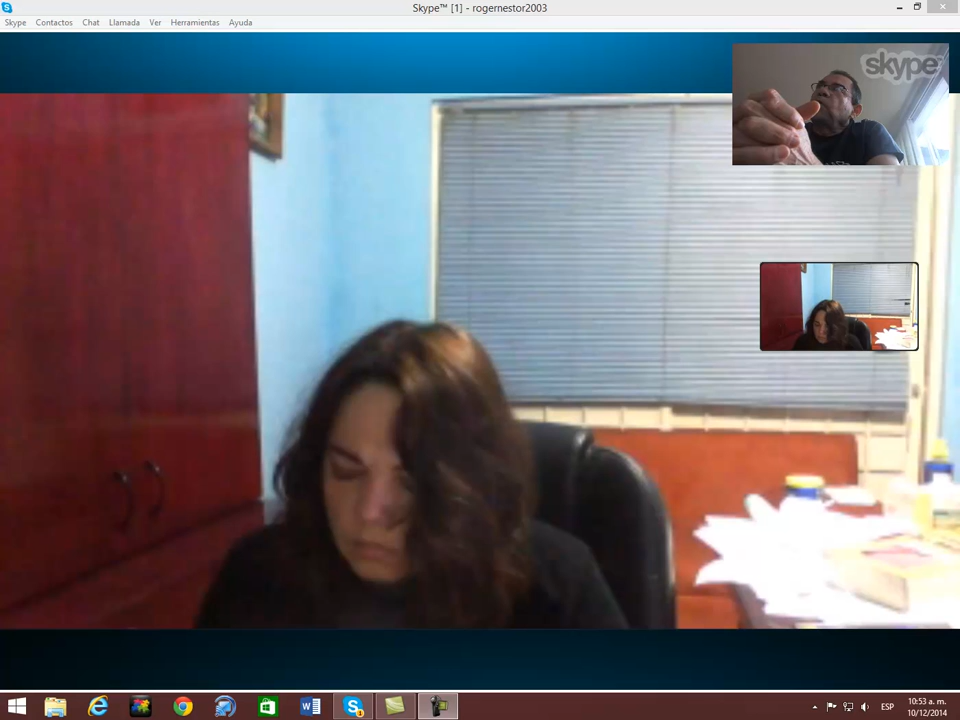 Skype™ [1] - rogernestor2003
Skype Contactos Chat Llamada Ver Herramientas Ayuda
skype
ESP
10:53 a. m.
10/12/2014